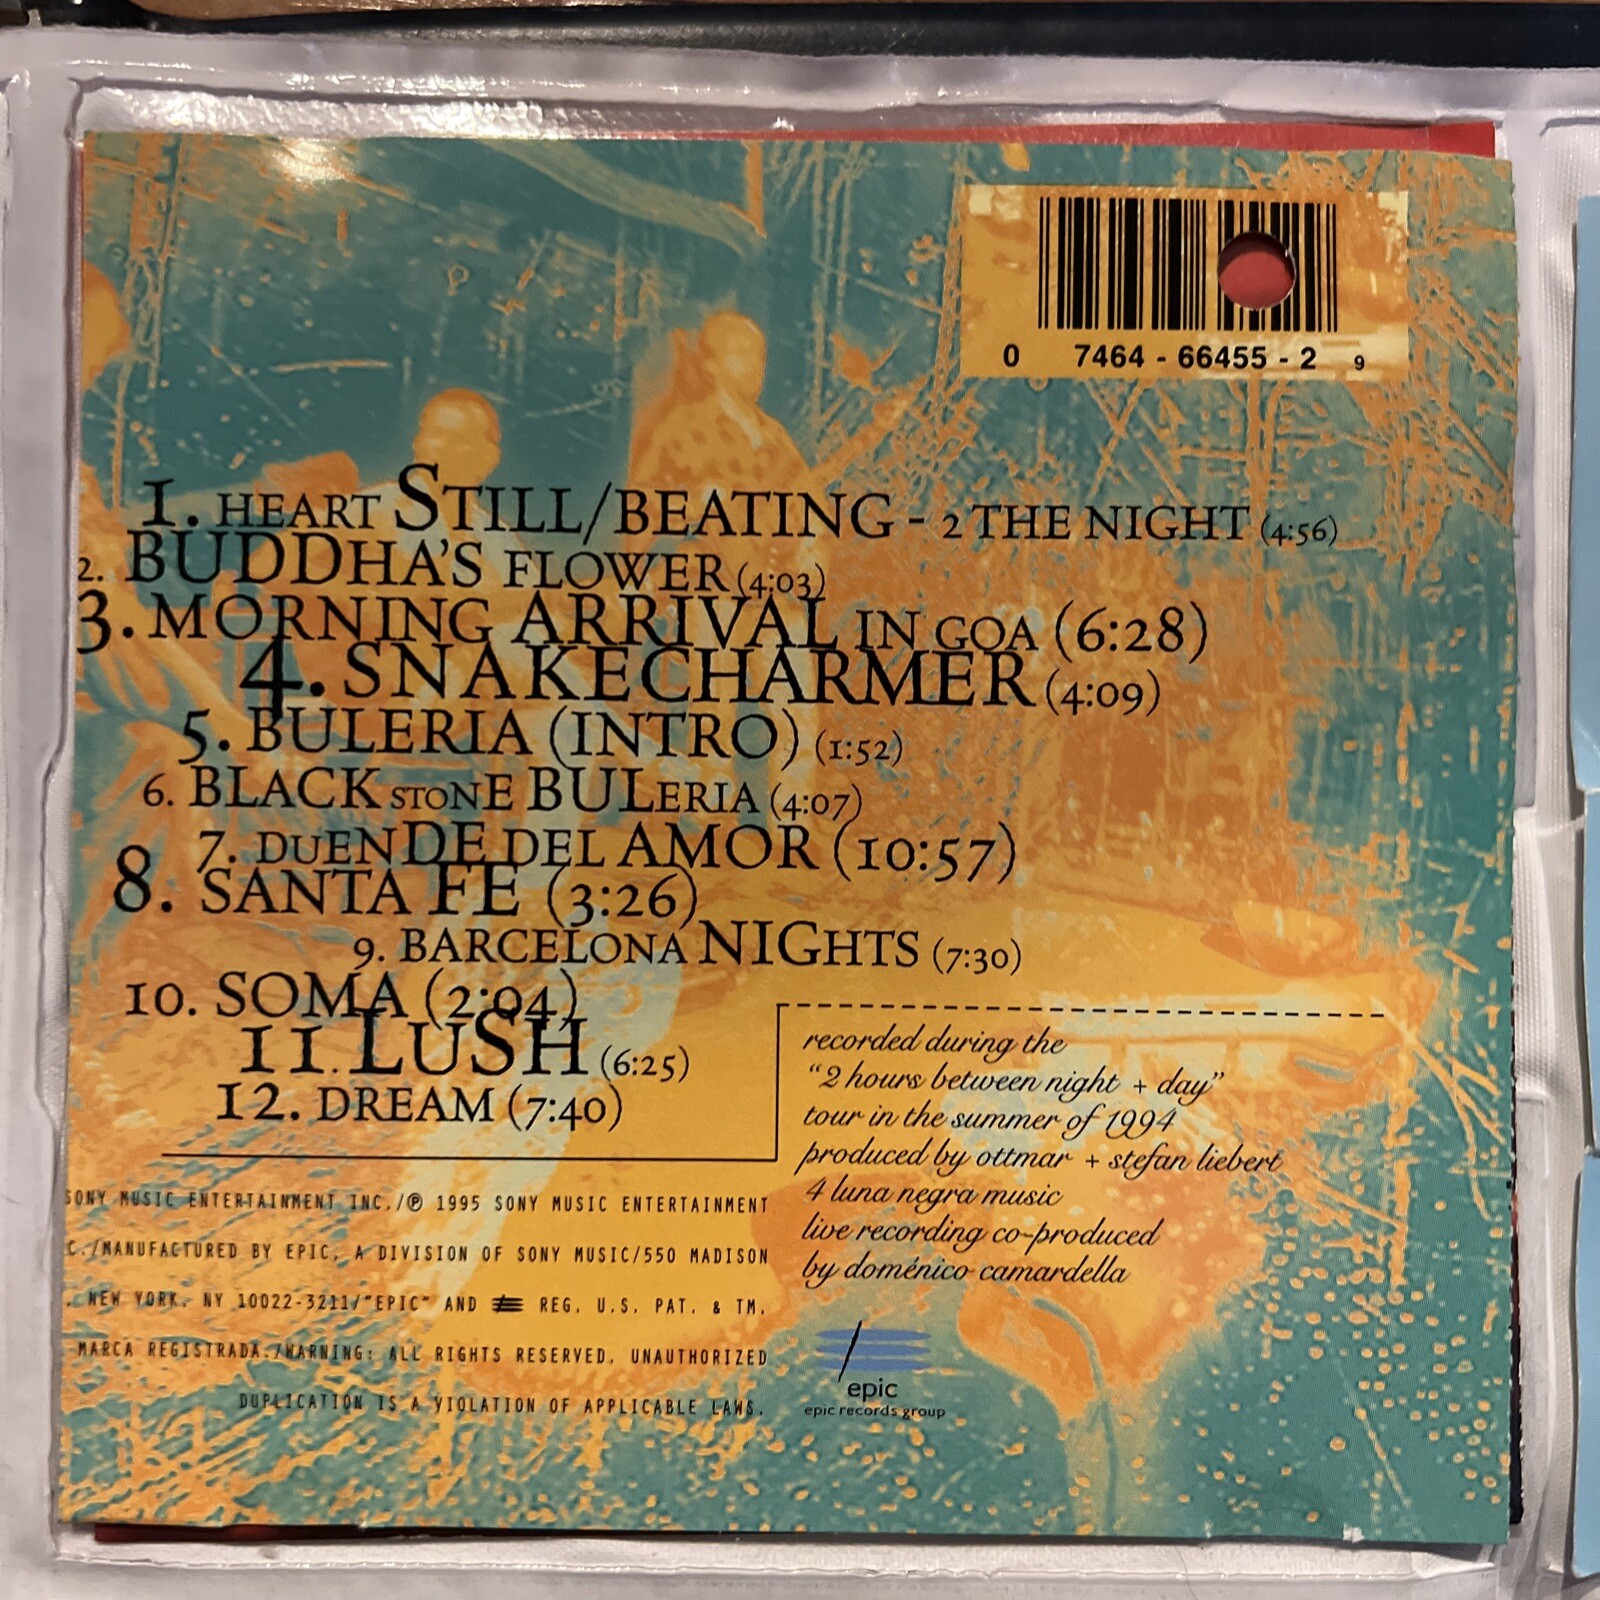 0 7464 - 66455 - 2 9
1. HEART STILL/BEATING - 2 THE NIGHT (4:56)
2. BUDDHA'S FLOWER (4:03)
3. MORNING ARRIVAL IN GOA (6:28)
4. SNAKECHARMER (4:09)
5. BULERIA (INTRO) (1:52)
6. BLACK STONE BULERIA (4:07)
7. DUENDE DEL AMOR (10:57)
8. SANTA FE (3:26)
9. BARCELONA NIGHTS (7:30)
10. SOMA (2:04)
11. LUSH (6:25)
12. DREAM (7:40)
recorded during the
"2 hours between night + day"
tour in the summer of 1994
produced by ottmar + stefan liebert
4 luna negra music
live recording co-produced
by doménico camardella
SONY MUSIC ENTERTAINMENT INC./℗ 1995 SONY MUSIC ENTERTAINMENT
C./MANUFACTURED BY EPIC, A DIVISION OF SONY MUSIC/550 MADISON
. NEW YORK, NY 10022-3211/"EPIC" AND REG. U.S. PAT. & TM.
MARCA REGISTRADA./WARNING: ALL RIGHTS RESERVED. UNAUTHORIZED
DUPLICATION IS A VIOLATION OF APPLICABLE LAWS.
epic
epic records group